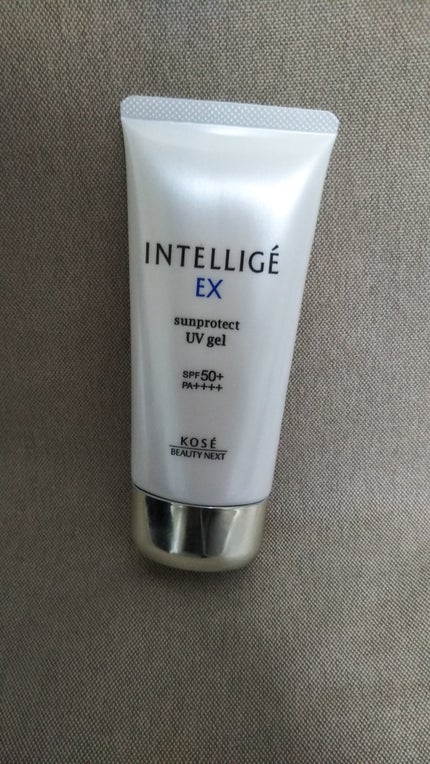 INTELLIGÉ
EX
sunprotect
UV gel
SPF50+
PA++++
KOSÉ
BEAUTY NEXT